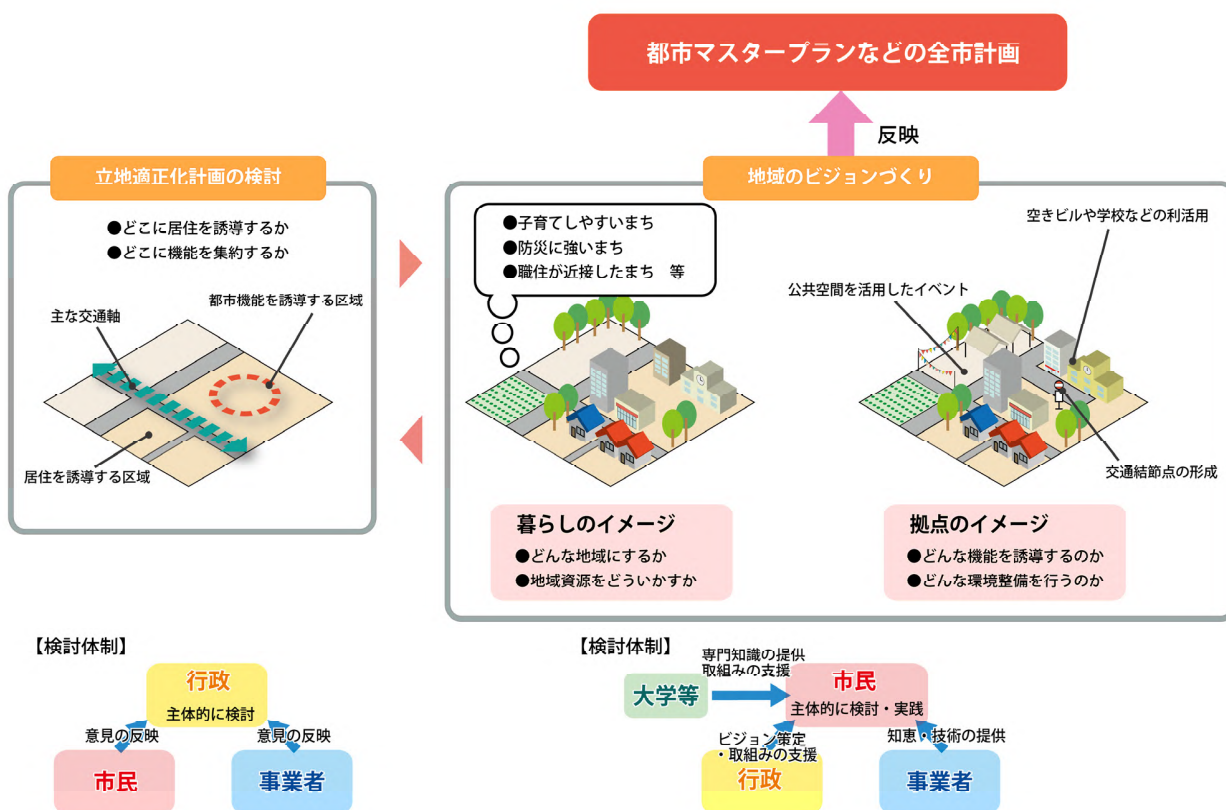 都市マスタープランなどの全市計画
反映
立地適正化計画の検討
●どこに居住を誘導するか
●どこに機能を集約するか
都市機能を誘導する区域
主な交通軸
居住を誘導する区域
地域のビジョンづくり
●子育てしやすいまち
●防災に強いまち
●職住が近接したまち　等
空きビルや学校などの利活用
公共空間を活用したイベント
交通結節点の形成
暮らしのイメージ
●どんな地域にするか
●地域資源をどういかすか
拠点のイメージ
●どんな機能を誘導するのか
●どんな環境整備を行うのか
【検討体制】
行政
主体的に検討
意見の反映
意見の反映
市民
事業者
【検討体制】
専門知識の提供
取組みの支援
大学等
市民
主体的に検討・実践
ビジョン策定
・取組みの支援
知恵・技術の提供
行政
事業者